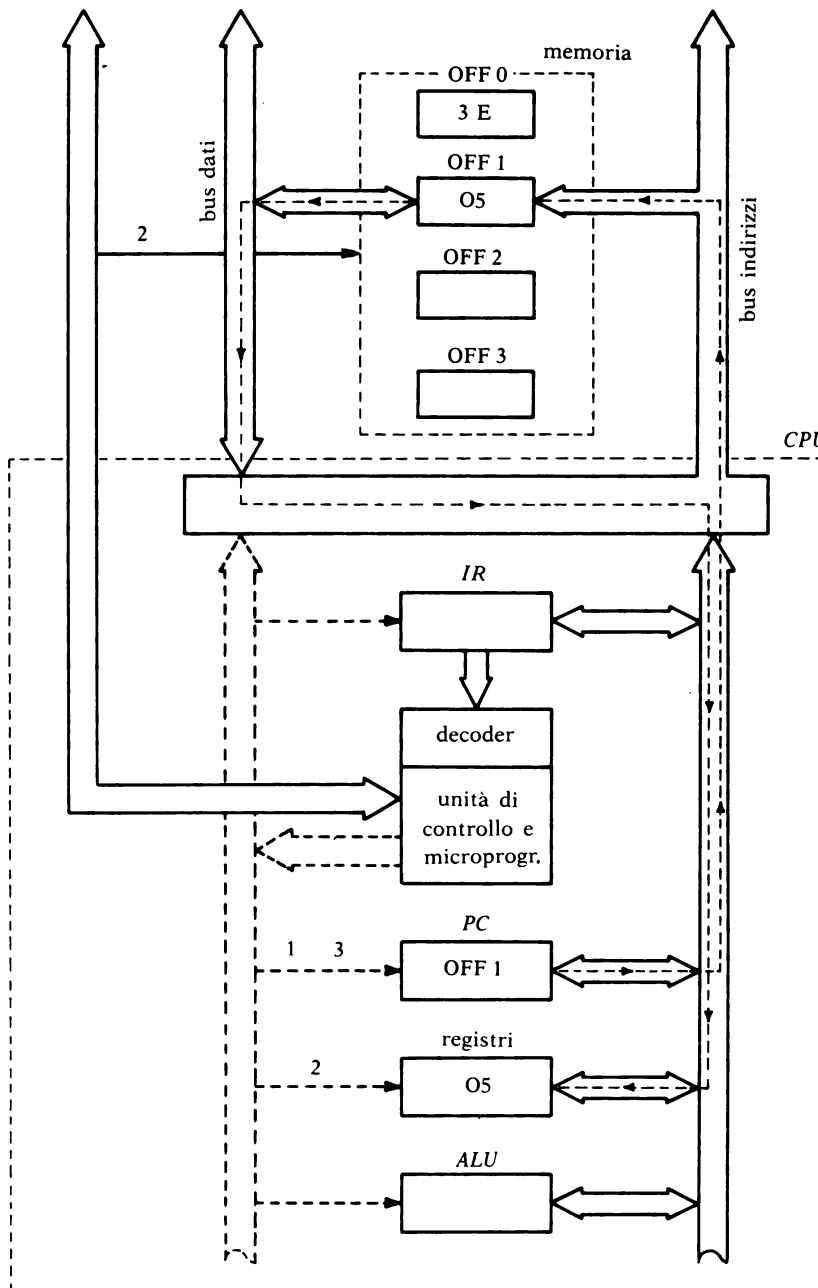 memoria
OFF 0
3 E
OFF 1
O5
bus dati
2
OFF 2
bus indirizzi
OFF 3
CPU
IR
decoder
unità di
controllo e
microprogr.
PC
1 3
OFF 1
registri
2
O5
ALU